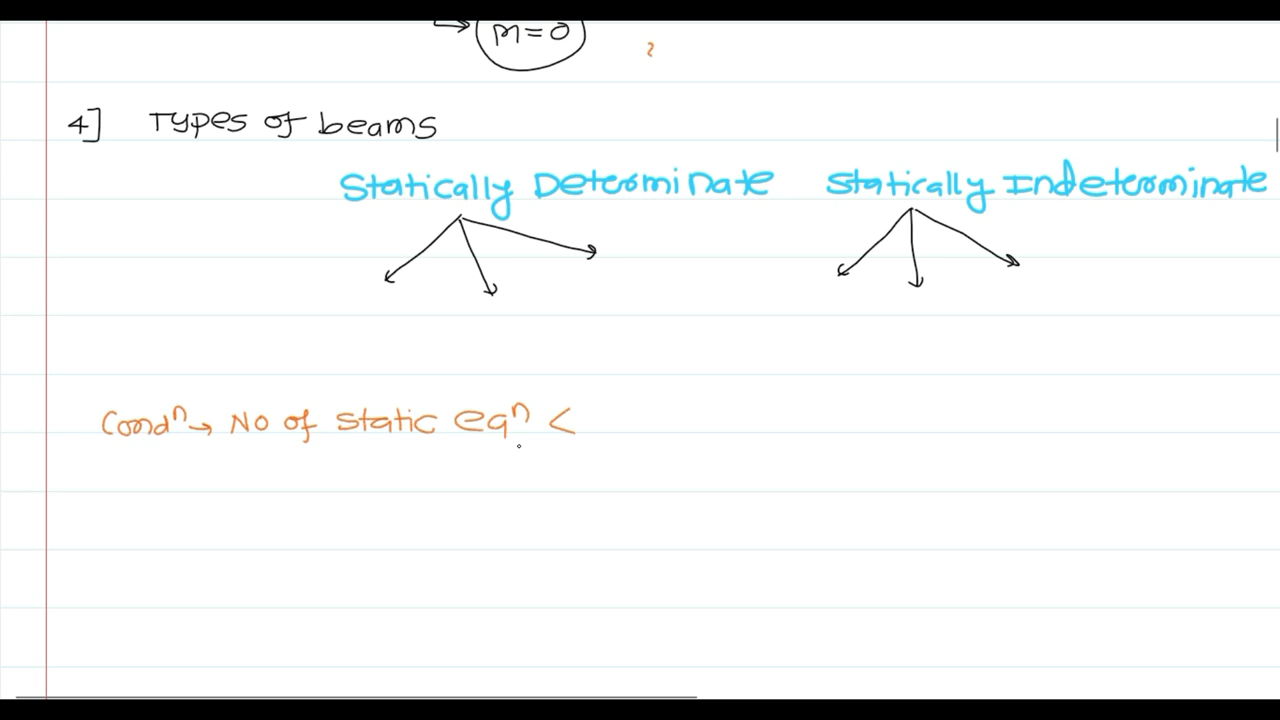 → m=0
4] Types of beams
Statically Determinate Statically Indeterminate
Condⁿ → No of static eqⁿ <